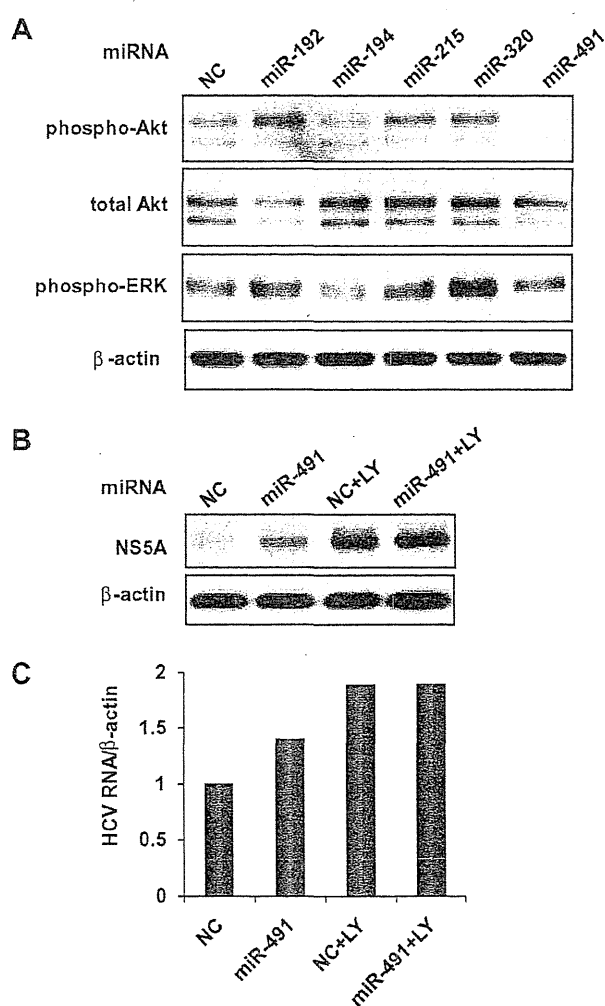 A
miRNA
NC
miR-192
miR-194
miR-215
miR-320
miR-491
phospho-Akt
total Akt
phospho-ERK
β-actin
B
miRNA
NC
miR-491
NC+LY
miR-491+LY
NS5A
β-actin
C
HCV RNA/β-actin
2
1.5
1
0.5
0
NC
miR-491
NC+LY
miR-491+LY